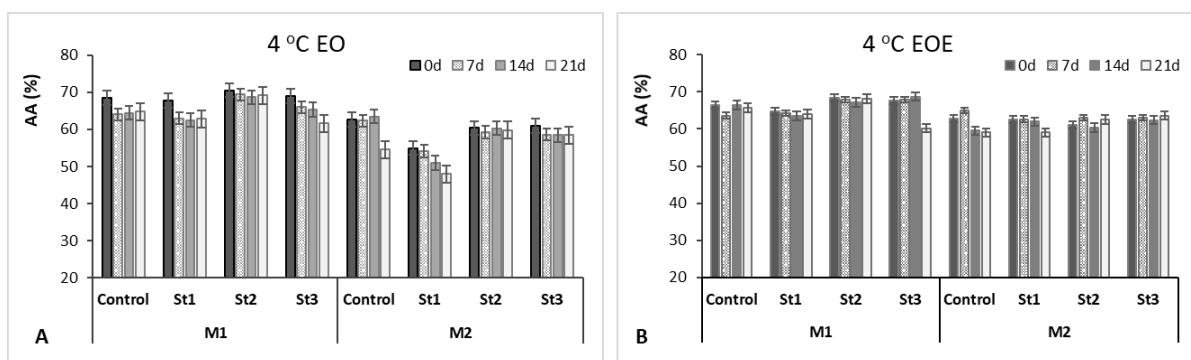 4 °C EO
0d 7d 14d 21d
AA (%)
80
70
60
50
40
30
20
Control St1 St2 St3 Control St1 St2 St3
M1 M2
A
4 °C EOE
0d 7d 14d 21d
AA (%)
80
70
60
50
40
30
20
Control St1 St2 St3 Control St1 St2 St3
M1 M2
B